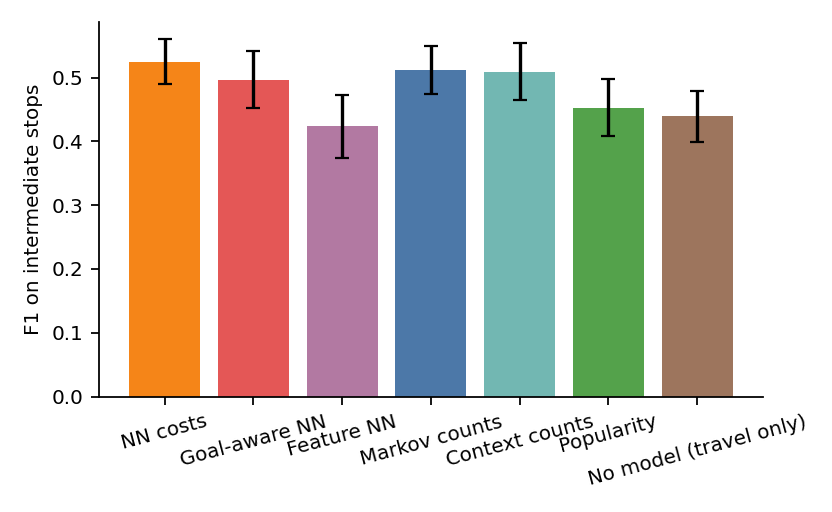 F1 on intermediate stops
0.5
0.4
0.3
0.2
0.1
0.0
NN costs
Goal-aware NN
Feature NN
Markov counts
Context counts
Popularity
No model (travel only)